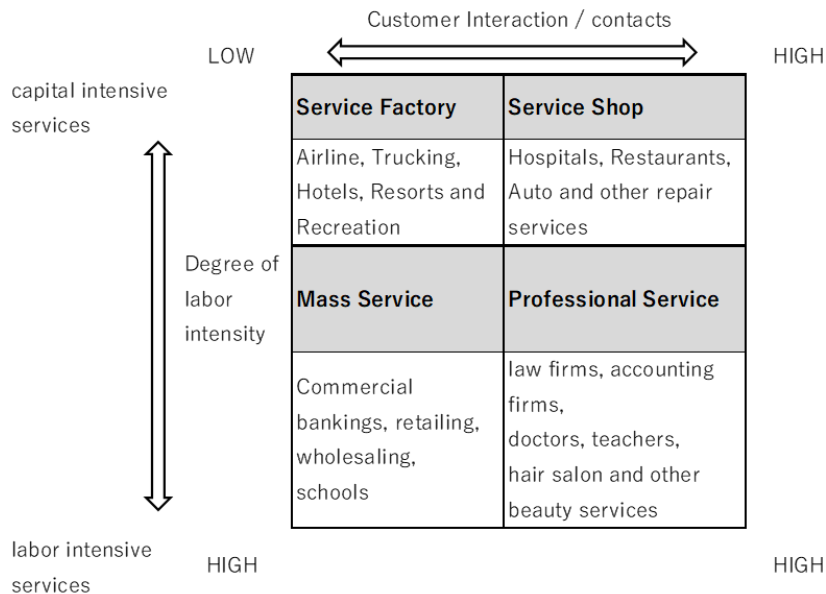 Customer Interaction / contacts
LOW
HIGH
capital intensive
services
Service Factory
Service Shop
Airline, Trucking,
Hotels, Resorts and
Recreation
Hospitals, Restaurants,
Auto and other repair
services
Degree of
labor
intensity
Mass Service
Professional Service
Commercial
bankings, retailing,
wholesaling,
schools
law firms, accounting
firms,
doctors, teachers,
hair salon and other
beauty services
labor intensive
services
HIGH
HIGH